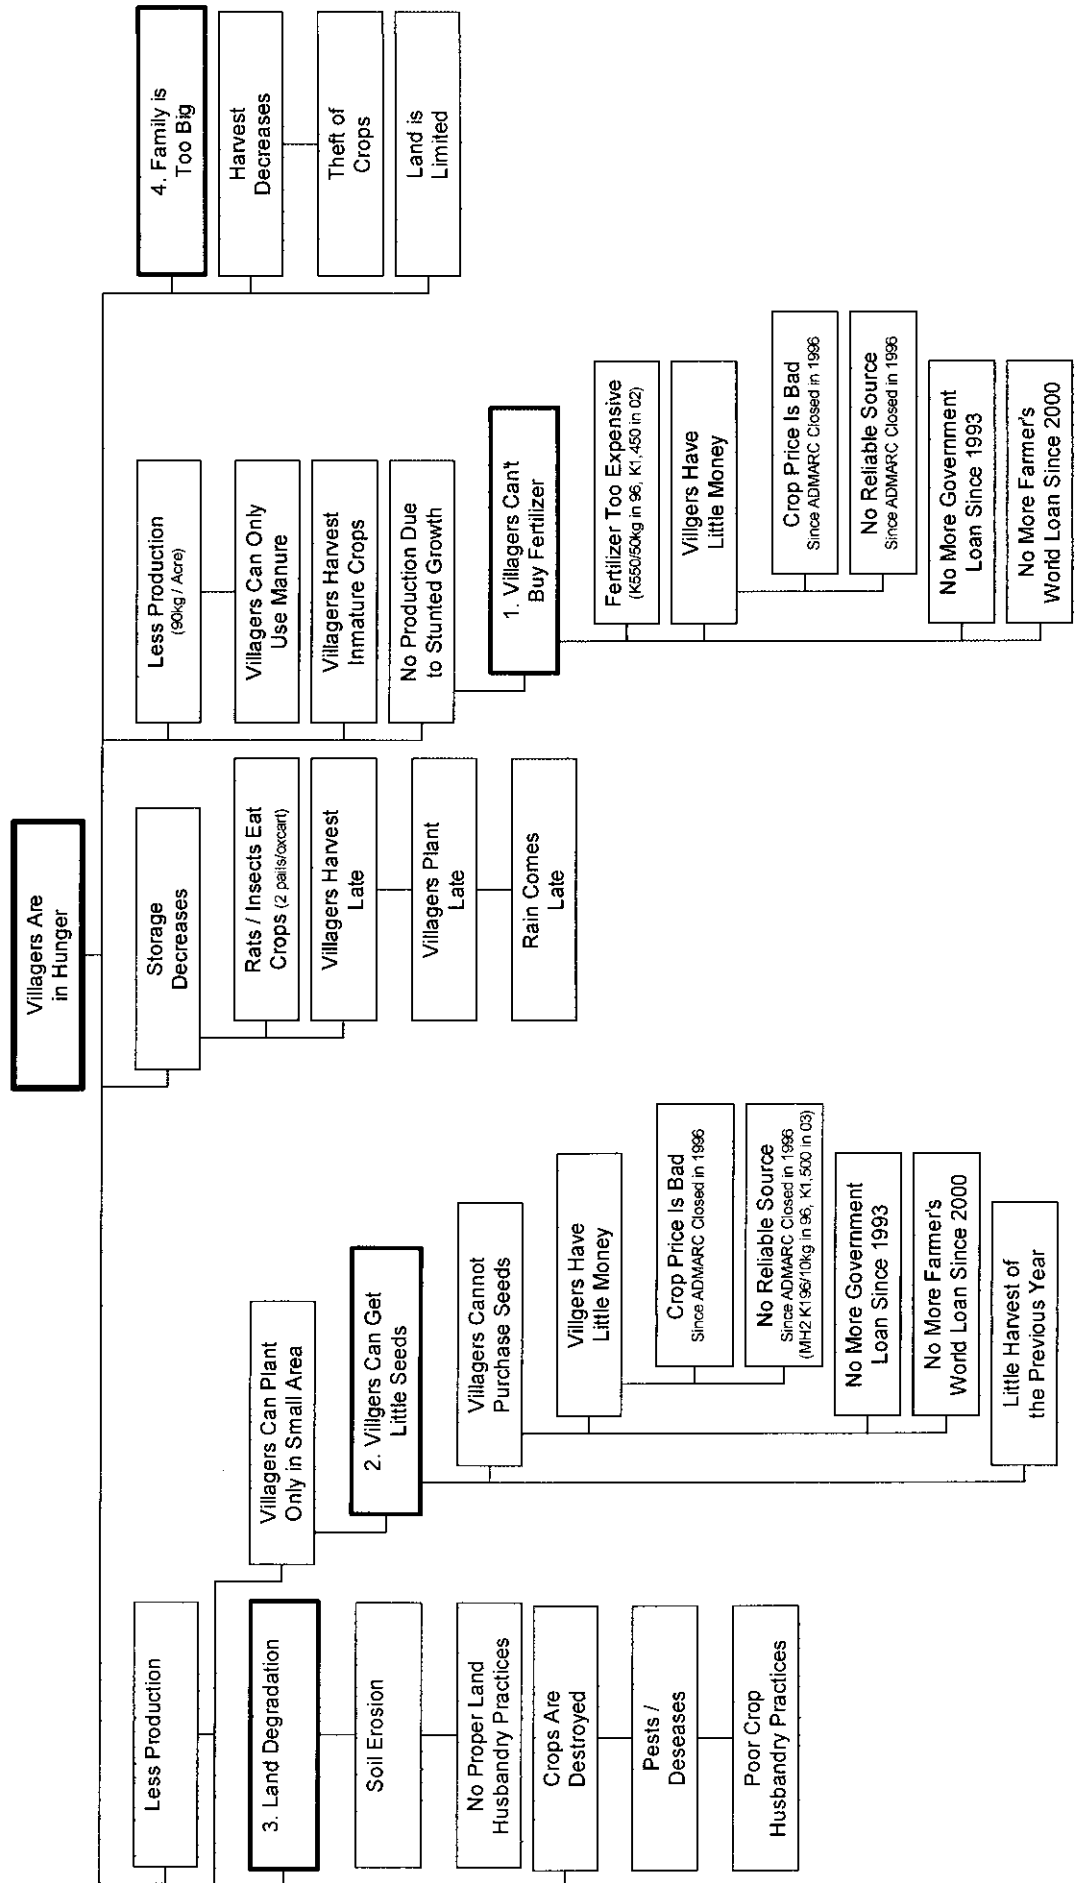 Villagers Are
in Hunger
Less Production
3. Land Degradation
Soil Erosion
No Proper Land
Husbandry Practices
Crops Are
Destroyed
Pests /
Deseases
Poor Crop
Husbandry Practices
Villagers Can Plant
Only in Small Area
2. Villgers Can Get
Little Seeds
Villagers Cannot
Purchase Seeds
Villgers Have
Little Money
Crop Price Is Bad
Since ADMARC Closed in 1996
No Reliable Source
Since ADMARC Closed in 1996
(MH2 K196/10kg in 96, K1,500 in 03)
No More Government
Loan Since 1993
No More Farmer's
World Loan Since 2000
Little Harvest of
the Previous Year
Storage
Decreases
Rats / Insects Eat
Crops (2 pails/oxcart)
Villagers Harvest
Late
Villagers Plant
Late
Rain Comes
Late
Less Production
(90kg / Acre)
Villagers Can Only
Use Manure
Villagers Harvest
Inmature Crops
No Production Due
to Stunted Growth
1. Villagers Can't
Buy Fertilizer
Fertilizer Too Expensive
(K550/50kg in 96, K1,450 in 02)
Villgers Have
Little Money
Crop Price Is Bad
Since ADMARC Closed in 1996
No Reliable Source
Since ADMARC Closed in 1996
No More Government
Loan Since 1993
No More Farmer's
World Loan Since 2000
4. Family is
Too Big
Harvest
Decreases
Theft of
Crops
Land is
Limited